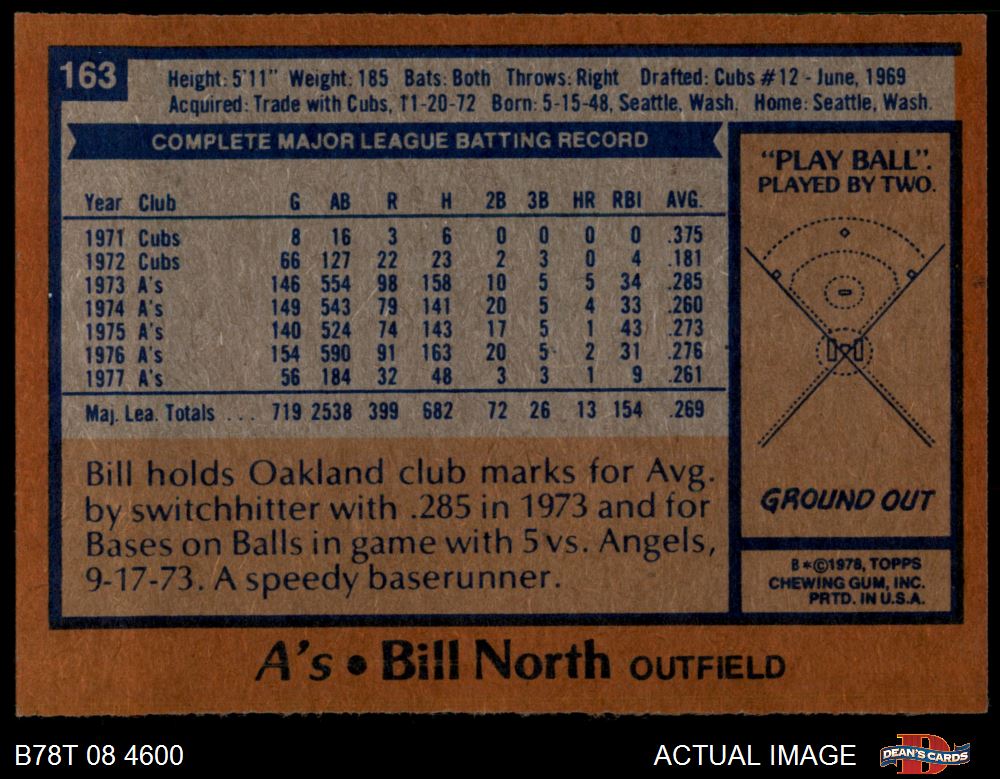 163
Height: 5'11" Weight: 185 Bats: Both Throws: Right Drafted: Cubs #12 - June, 1969
Acquired: Trade with Cubs, 11-20-72 Born: 5-15-48, Seattle, Wash. Home: Seattle, Wash.
COMPLETE MAJOR LEAGUE BATTING RECORD
Year Club G AB R H 2B 3B HR RBI AVG.
1971 Cubs 8 16 3 6 0 0 0 0 .375
1972 Cubs 66 127 22 23 2 3 0 4 .181
1973 A's 146 554 98 158 10 5 5 34 .285
1974 A's 149 543 79 141 20 5 4 33 .260
1975 A's 140 524 74 143 17 5 1 43 .273
1976 A's 154 590 91 163 20 5 2 31 .276
1977 A's 56 184 32 48 3 3 1 9 .261
Maj. Lea. Totals ... 719 2538 399 682 72 26 13 154 .269
Bill holds Oakland club marks for Avg.
by switchhitter with .285 in 1973 and for
Bases on Balls in game with 5 vs. Angels,
9-17-73. A speedy baserunner.
"PLAY BALL".
PLAYED BY TWO.
GROUND OUT
B*©1978, TOPPS
CHEWING GUM, INC.
PRTD. IN U.S.A.
A's • Bill North OUTFIELD
B78T 08 4600
ACTUAL IMAGE
DEAN'S CARDS